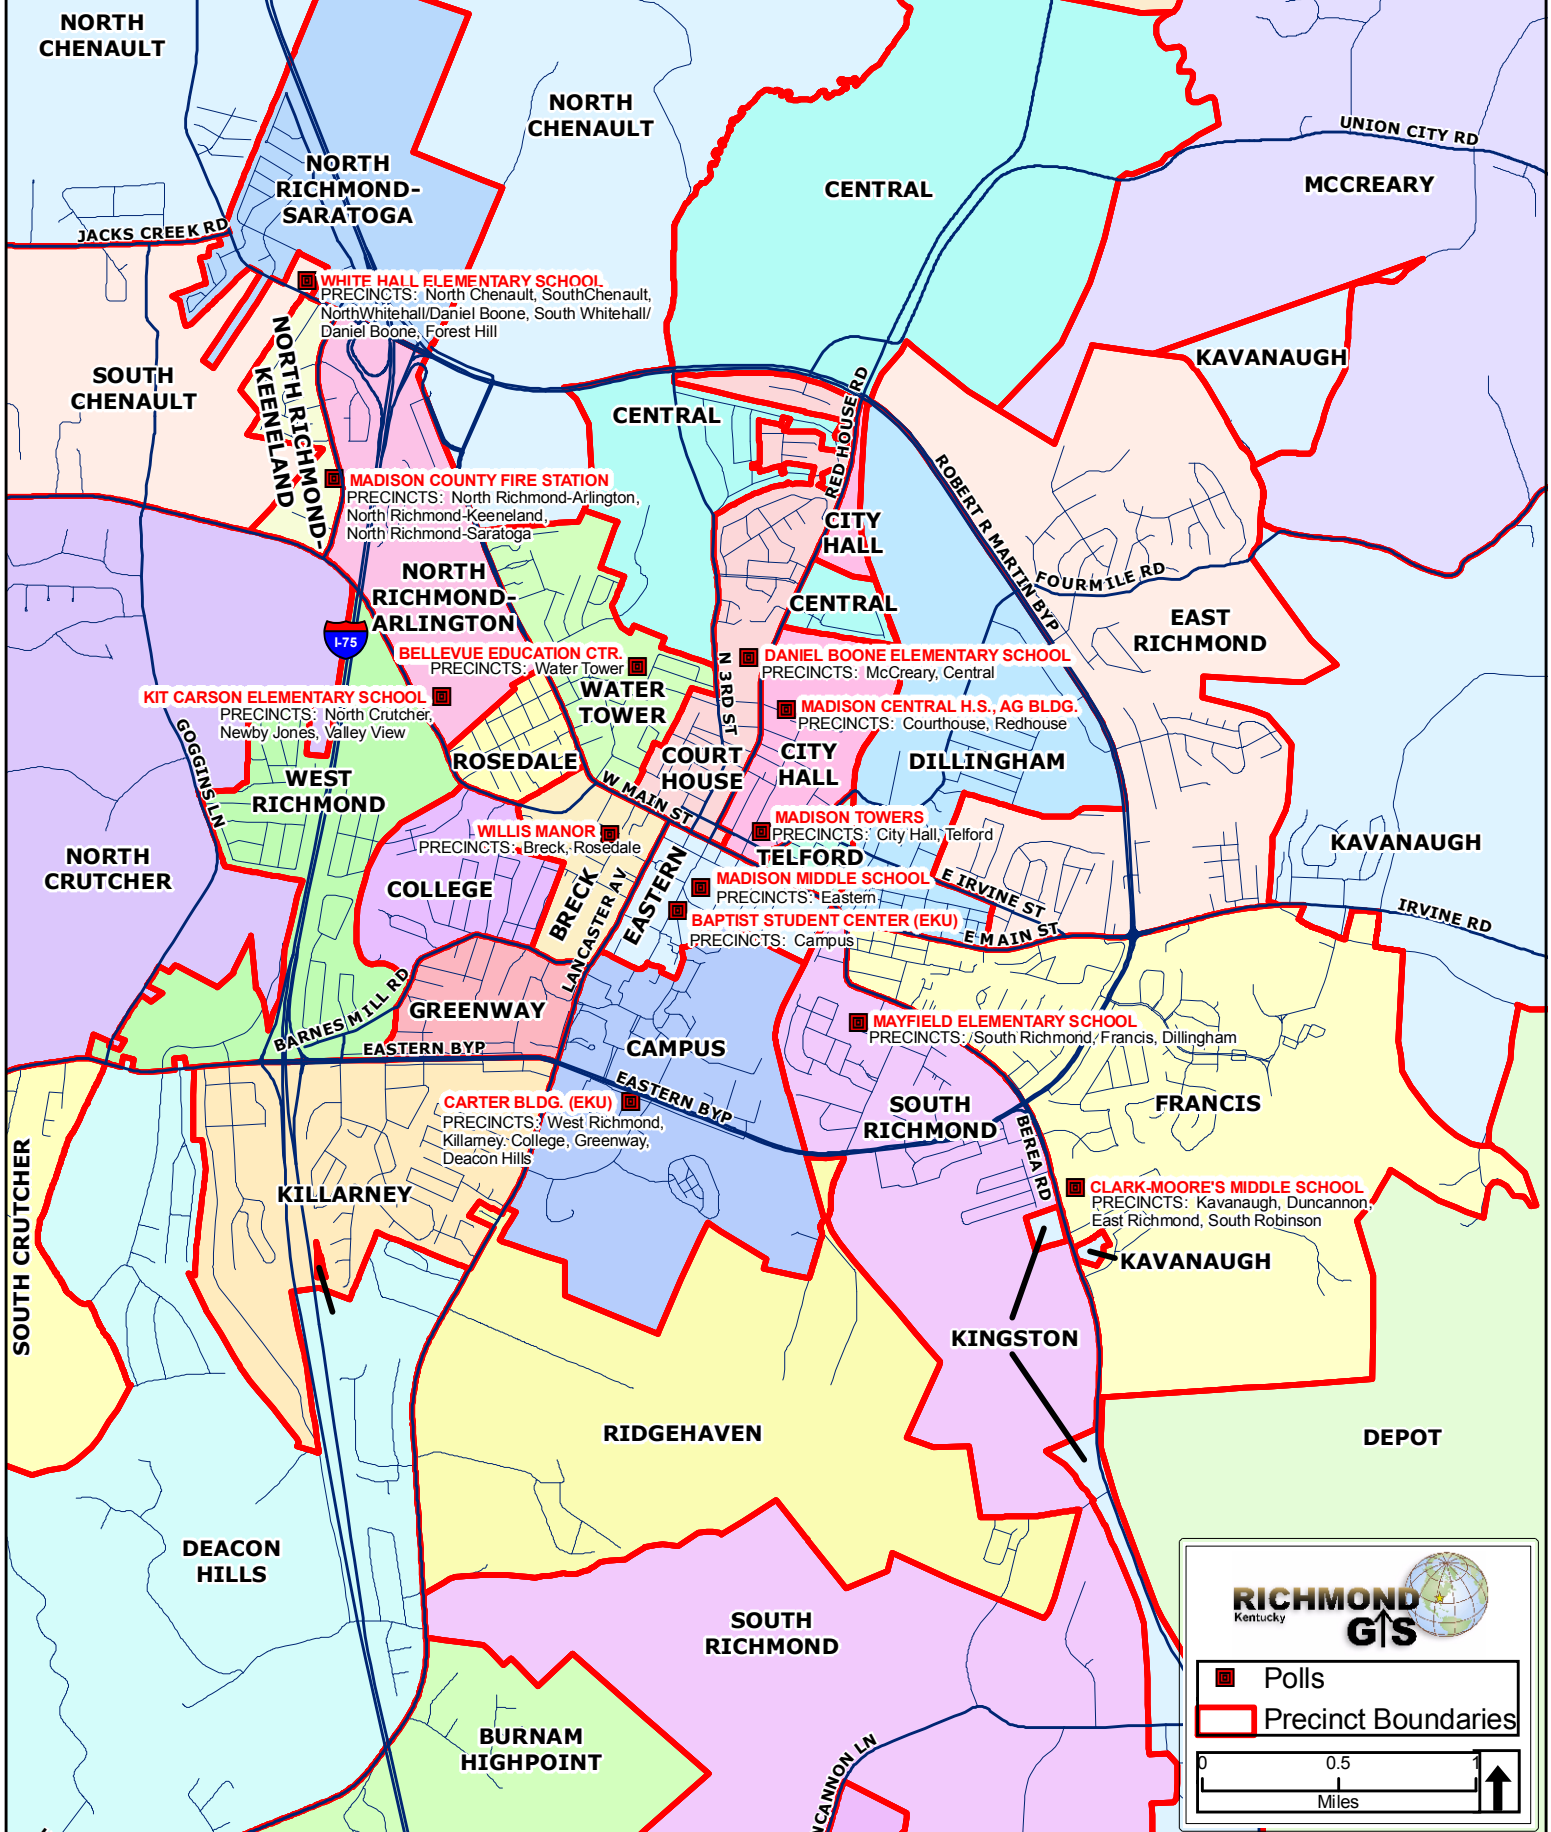 NORTH
CHENAULT
NORTH
CHENAULT
UNION CITY RD
NORTH
RICHMOND-
SARATOGA
CENTRAL
MCCREARY
JACKS CREEK RD
WHITE HALL ELEMENTARY SCHOOL
PRECINCTS: North Chenault, SouthChenault,
NorthWhitehall/Daniel Boone, South Whitehall/
Daniel Boone, Forest Hill
KAVANAUGH
SOUTH
CHENAULT
NORTH RICHMOND-
KEENELAND
CENTRAL
RED HOUSE RD
ROBERT R MARTIN BYP
MADISON COUNTY FIRE STATION
PRECINCTS: North Richmond-Arlington,
North Richmond-Keeneland,
North Richmond-Saratoga
CITY
HALL
NORTH
RICHMOND-
ARLINGTON
FOURMILE RD
CENTRAL
EAST
RICHMOND
I-75
BELLEVUE EDUCATION CTR.
PRECINCTS: Water Tower
N 3RD ST
DANIEL BOONE ELEMENTARY SCHOOL
PRECINCTS: McCreary, Central
WATER
TOWER
KIT CARSON ELEMENTARY SCHOOL
PRECINCTS: North Crutcher,
Newby Jones, Valley View
MADISON CENTRAL H.S., AG BLDG.
PRECINCTS: Courthouse, Redhouse
GOGGINS LN
ROSEDALE
COURT
HOUSE
CITY
HALL
DILLINGHAM
WEST
RICHMOND
W MAIN ST
MADISON TOWERS
PRECINCTS: City Hall, Telford
WILLIS MANOR
PRECINCTS: Breck, Rosedale
KAVANAUGH
NORTH
CRUTCHER
TELFORD
COLLEGE
BRECK
LANCASTER AV
EASTERN
MADISON MIDDLE SCHOOL
PRECINCTS: Eastern
E IRVINE ST
BAPTIST STUDENT CENTER (EKU)
PRECINCTS: Campus
E MAIN ST
IRVINE RD
BARNES MILL RD
GREENWAY
MAYFIELD ELEMENTARY SCHOOL
PRECINCTS: South Richmond, Francis, Dillingham
EASTERN BYP
CAMPUS
EASTERN BYP
CARTER BLDG. (EKU)
PRECINCTS: West Richmond,
Killarney. College, Greenway,
Deacon Hills
SOUTH
RICHMOND
FRANCIS
BEREA RD
SOUTH CRUTCHER
KILLARNEY
CLARK-MOORE'S MIDDLE SCHOOL
PRECINCTS: Kavanaugh, Duncannon,
East Richmond, South Robinson
KAVANAUGH
KINGSTON
RIDGEHAVEN
DEPOT
DEACON
HILLS
SOUTH
RICHMOND
BURNAM
HIGHPOINT
NCANNON LN
RICHMOND
Kentucky
GIS
Polls
Precinct Boundaries
0 0.5 1
Miles